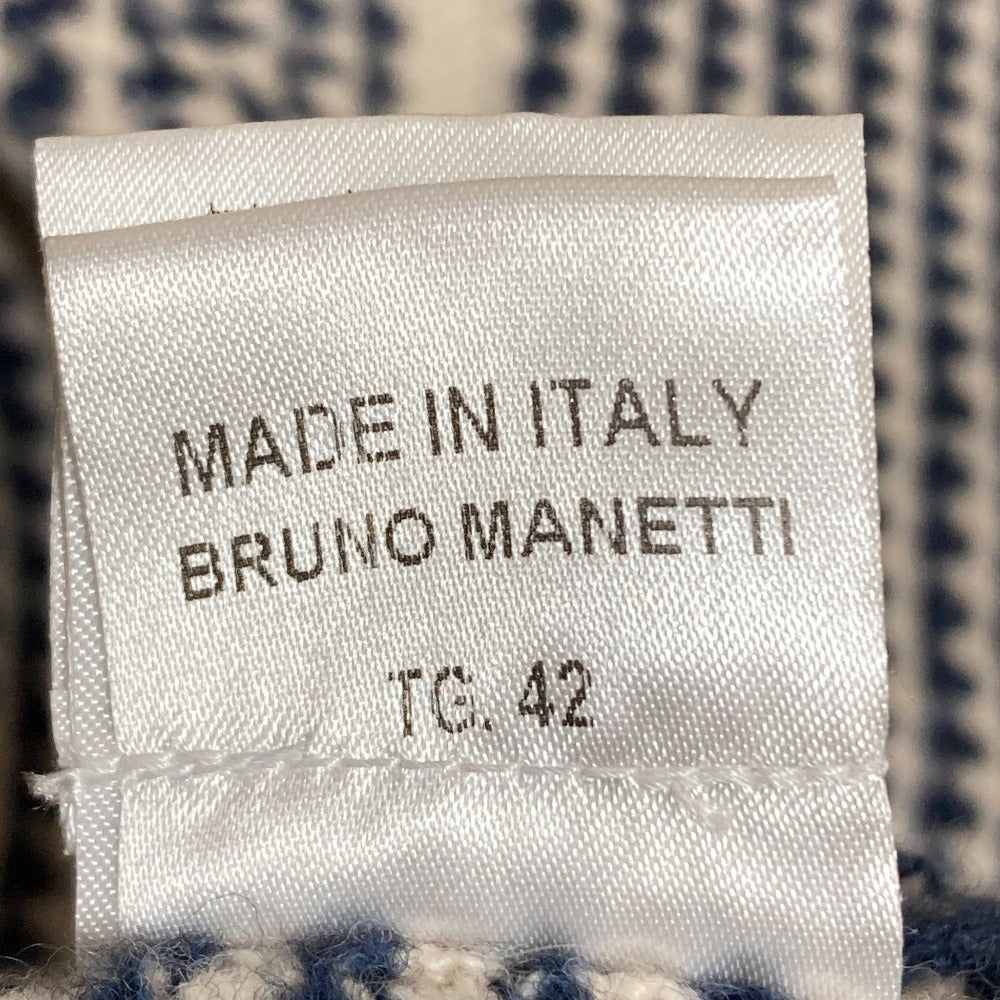 MADE IN ITALY
BRUNO MANETTI
TG. 42